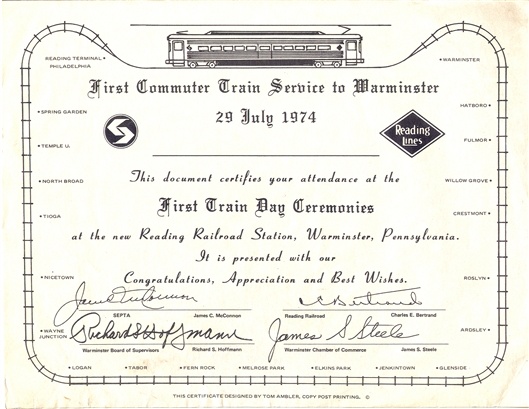 READING TERMINAL •
PHILADELPHIA
• WARMINSTER
First Commuter Train Service to Warminster
29 July 1974
Reading
Lines
• SPRING GARDEN
• TEMPLE U.
• NORTH BROAD
• TIOGA
• NICETOWN
• WAYNE
JUNCTION
HATBORO •
FULMOR •
WILLOW GROVE •
CRESTMONT •
ROSLYN •
ARDSLEY •
This document certifies your attendance at the
First Train Day Ceremonies
at the new Reading Railroad Station, Warminster, Pennsylvania.
It is presented with our
Congratulations, Appreciation and Best Wishes.
James McConnon
C E Bertrand
SEPTA James C. McConnon
Reading Railroad Charles E. Bertrand
Richard S Hoffmann
James S Steele
Warminster Board of Supervisors Richard S. Hoffmann
Warminster Chamber of Commerce James S. Steele
• LOGAN • TABOR • FERN ROCK • MELROSE PARK • ELKINS PARK • JENKINTOWN • GLENSIDE
THIS CERTIFICATE DESIGNED BY TOM AMBLER, COPY POST PRINTING. ©